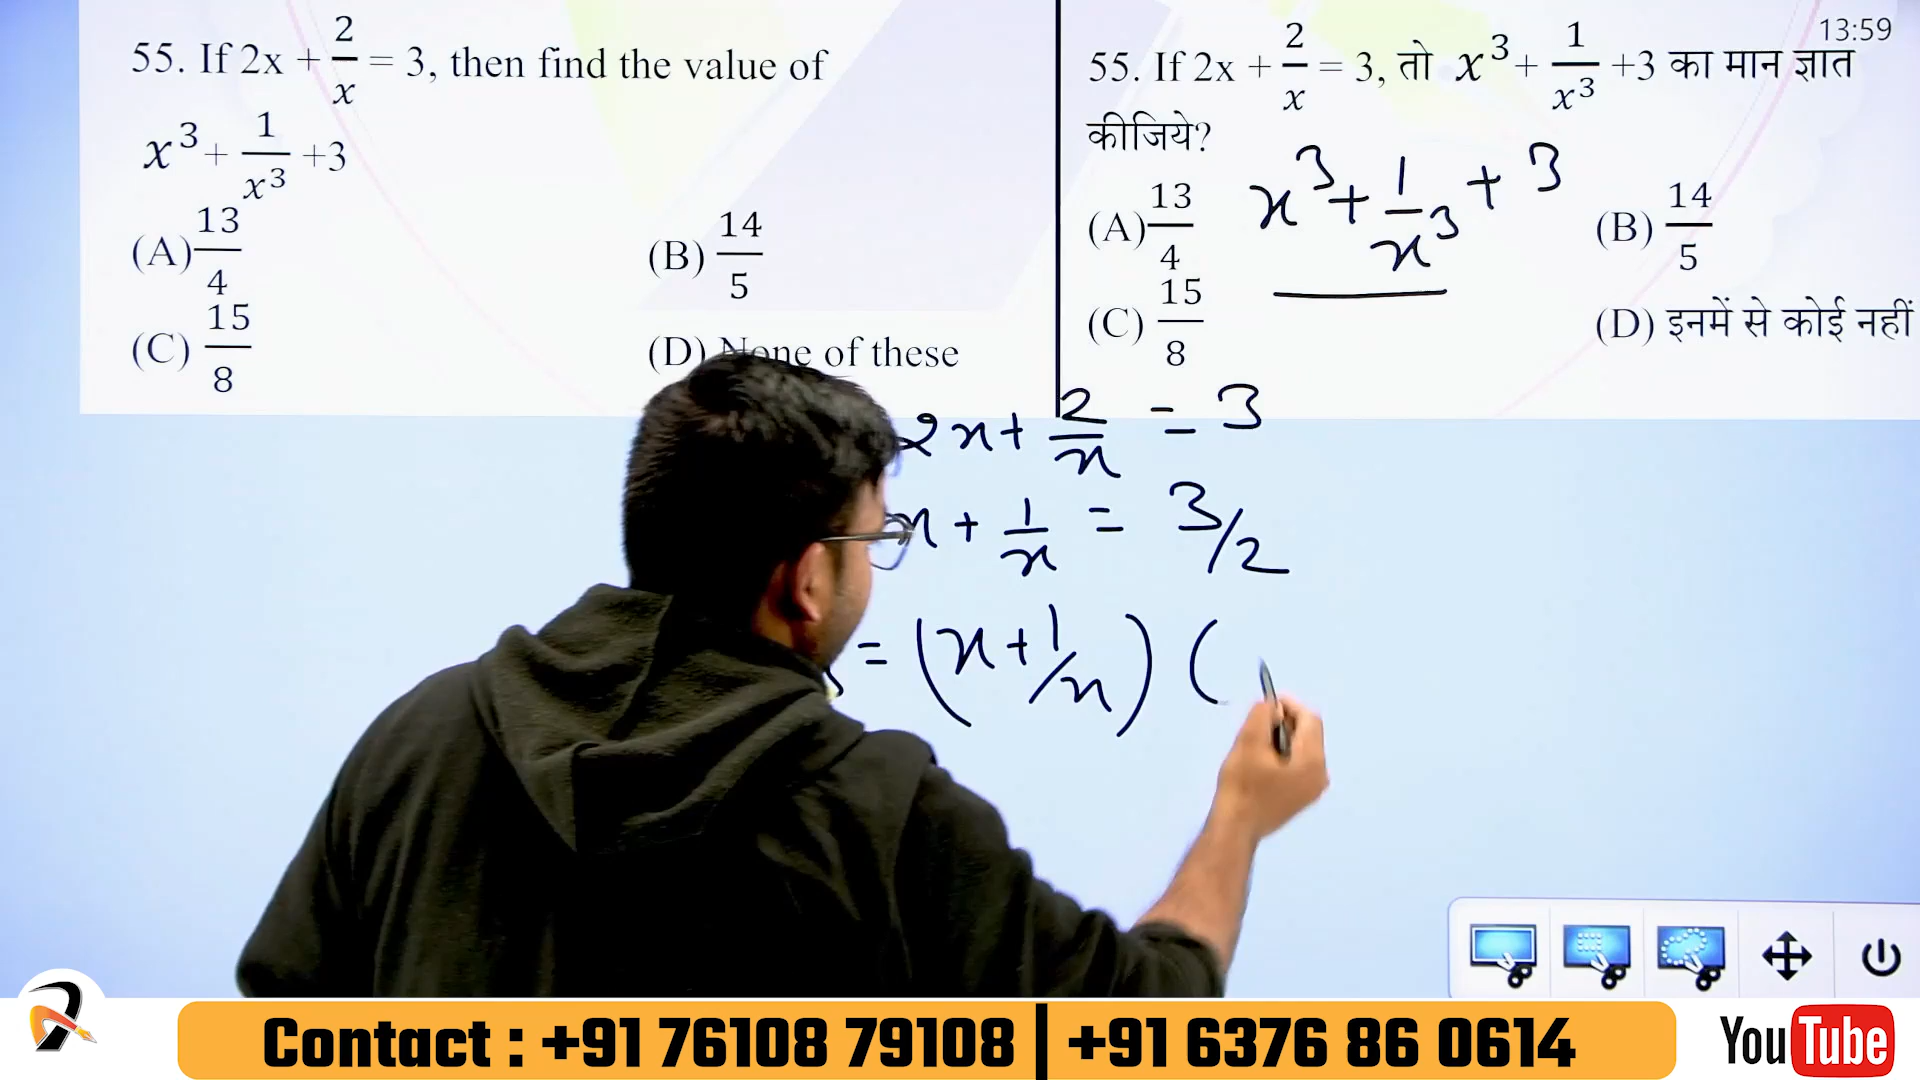 55. If 2x + 2/x = 3, then find the value of
x³ + 1/x³ +3
(A) 13/4
(B) 14/5
(C) 15/8
(D) None of these
13:59
55. If 2x + 2/x = 3, तो x³ + 1/x³ +3 का मान ज्ञात
कीजिये?
(A) 13/4
(B) 14/5
(C) 15/8
(D) इनमें से कोई नहीं
x³ + 1/x³ + 3
2x + 2/x = 3
x + 1/x = 3/2
= (x + 1/x) (
Contact : +91 76108 79108 | +91 6376 86 0614
YouTube